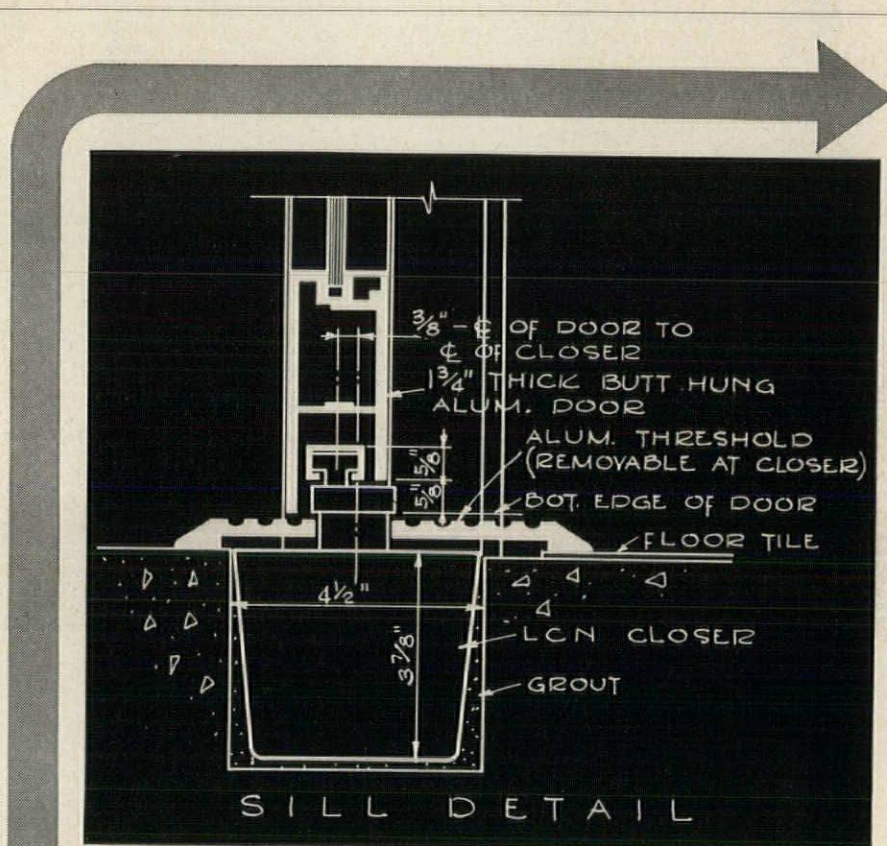 3/8" - ℄ OF DOOR TO
℄ OF CLOSER
1 3/4" THICK BUTT HUNG
ALUM. DOOR
ALUM. THRESHOLD
(REMOVABLE AT CLOSER)
5/8"
5/8"
BOT. EDGE OF DOOR
FLOOR TILE
4 1/2"
3 7/8"
LCN CLOSER
GROUT
SILL DETAIL